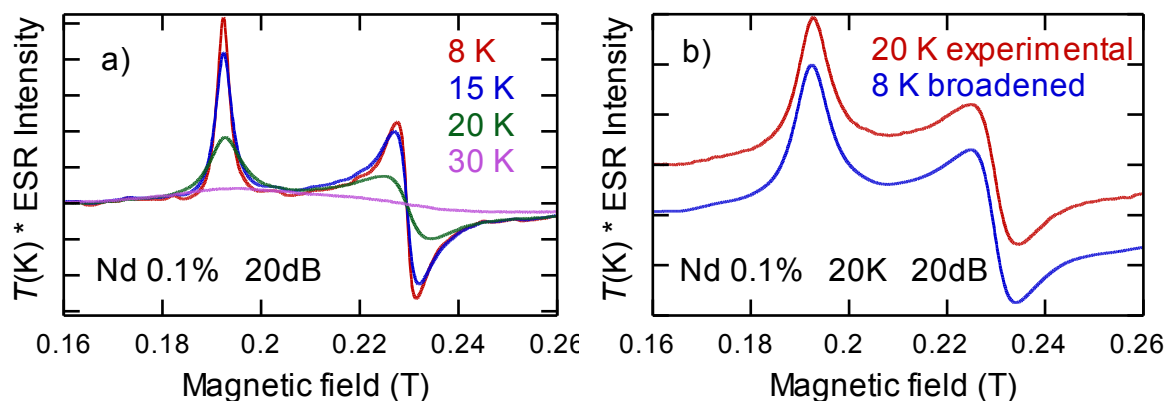 T(K) * ESR Intensity
a)
8 K
15 K
20 K
30 K
Nd 0.1% 20dB
0.16 0.2 0.22 0.24 0.26
Magnetic field (T)
T(K) * ESR Intensity
b)
20 K experimental
8 K broadened
Nd 0.1% 20K 20dB
0.16 0.18 0.2 0.22 0.24 0.26
Magnetic field (T)